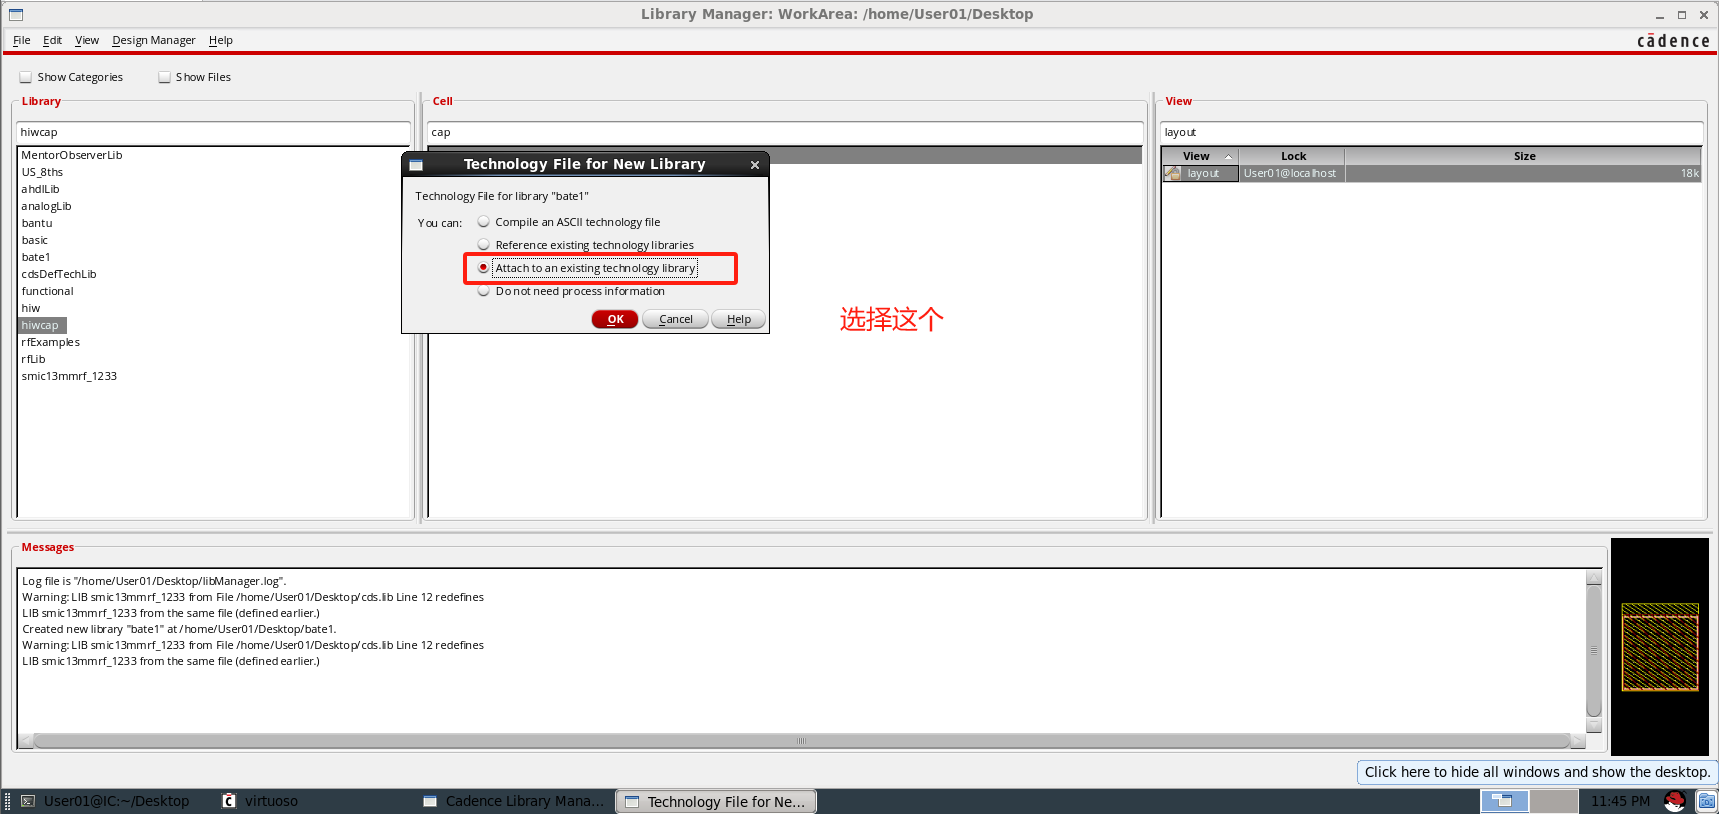 Library Manager: WorkArea: /home/User01/Desktop
File Edit View Design Manager Help
cādence
Show Categories Show Files
Library
hiwcap
MentorObserverLib
US_8ths
ahdlLib
analogLib
bantu
basic
bate1
cdsDefTechLib
functional
hiw
hiwcap
rfExamples
rfLib
smic13mmrf_1233
Cell
cap
View
layout
View Lock Size
layout User01@localhost 18k
Technology File for New Library
Technology File for library "bate1"
You can:
Compile an ASCII technology file
Reference existing technology libraries
Attach to an existing technology library
Do not need process information
OK Cancel Help
选择这个
Messages
Log file is "/home/User01/Desktop/libManager.log".
Warning: LIB smic13mmrf_1233 from File /home/User01/Desktop/cds.lib Line 12 redefines
LIB smic13mmrf_1233 from the same file (defined earlier.)
Created new library "bate1" at /home/User01/Desktop/bate1.
Warning: LIB smic13mmrf_1233 from File /home/User01/Desktop/cds.lib Line 12 redefines
LIB smic13mmrf_1233 from the same file (defined earlier.)
Click here to hide all windows and show the desktop.
User01@IC:~/Desktop
virtuoso
Cadence Library Mana...
Technology File for Ne...
11:45 PM